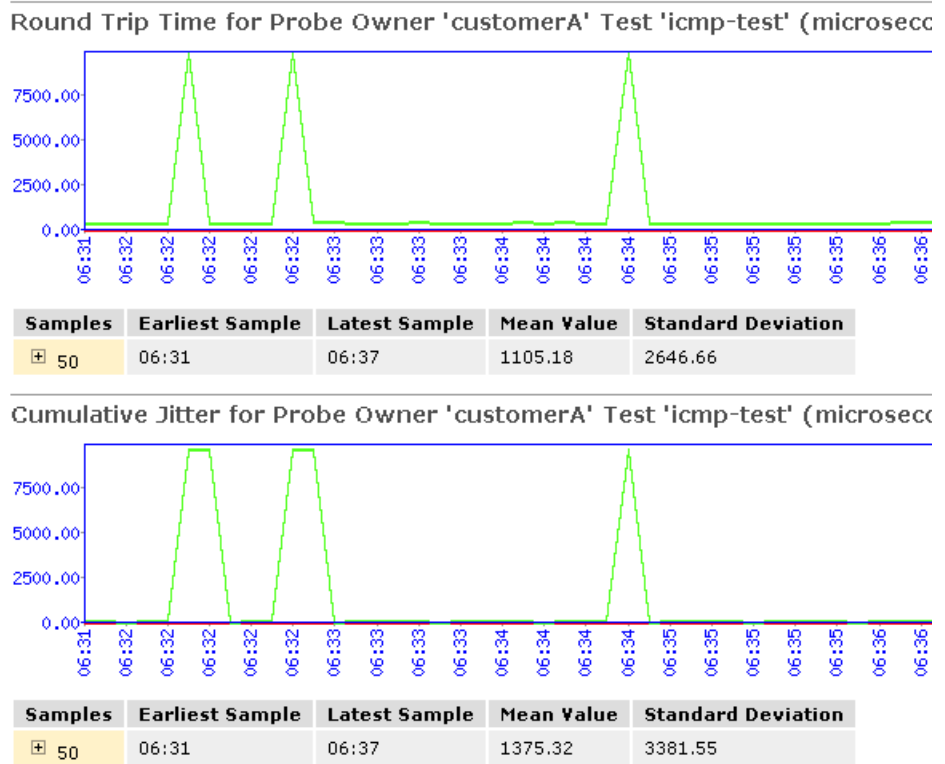 Round Trip Time for Probe Owner 'customerA' Test 'icmp-test' (microsec
7500.00
5000.00
2500.00
0.00
06:31 06:32 06:32 06:32 06:32 06:32 06:33 06:33 06:33 06:33 06:34 06:34 06:34 06:34 06:35 06:35 06:35 06:35 06:36 06:36 06:36
Samples Earliest Sample Latest Sample Mean Value Standard Deviation
50 06:31 06:37 1105.18 2646.66
Cumulative Jitter for Probe Owner 'customerA' Test 'icmp-test' (microsec
7500.00
5000.00
2500.00
0.00
06:31 06:32 06:32 06:32 06:32 06:32 06:33 06:33 06:33 06:33 06:34 06:34 06:34 06:34 06:35 06:35 06:35 06:35 06:36 06:36 06:36
Samples Earliest Sample Latest Sample Mean Value Standard Deviation
50 06:31 06:37 1375.32 3381.55